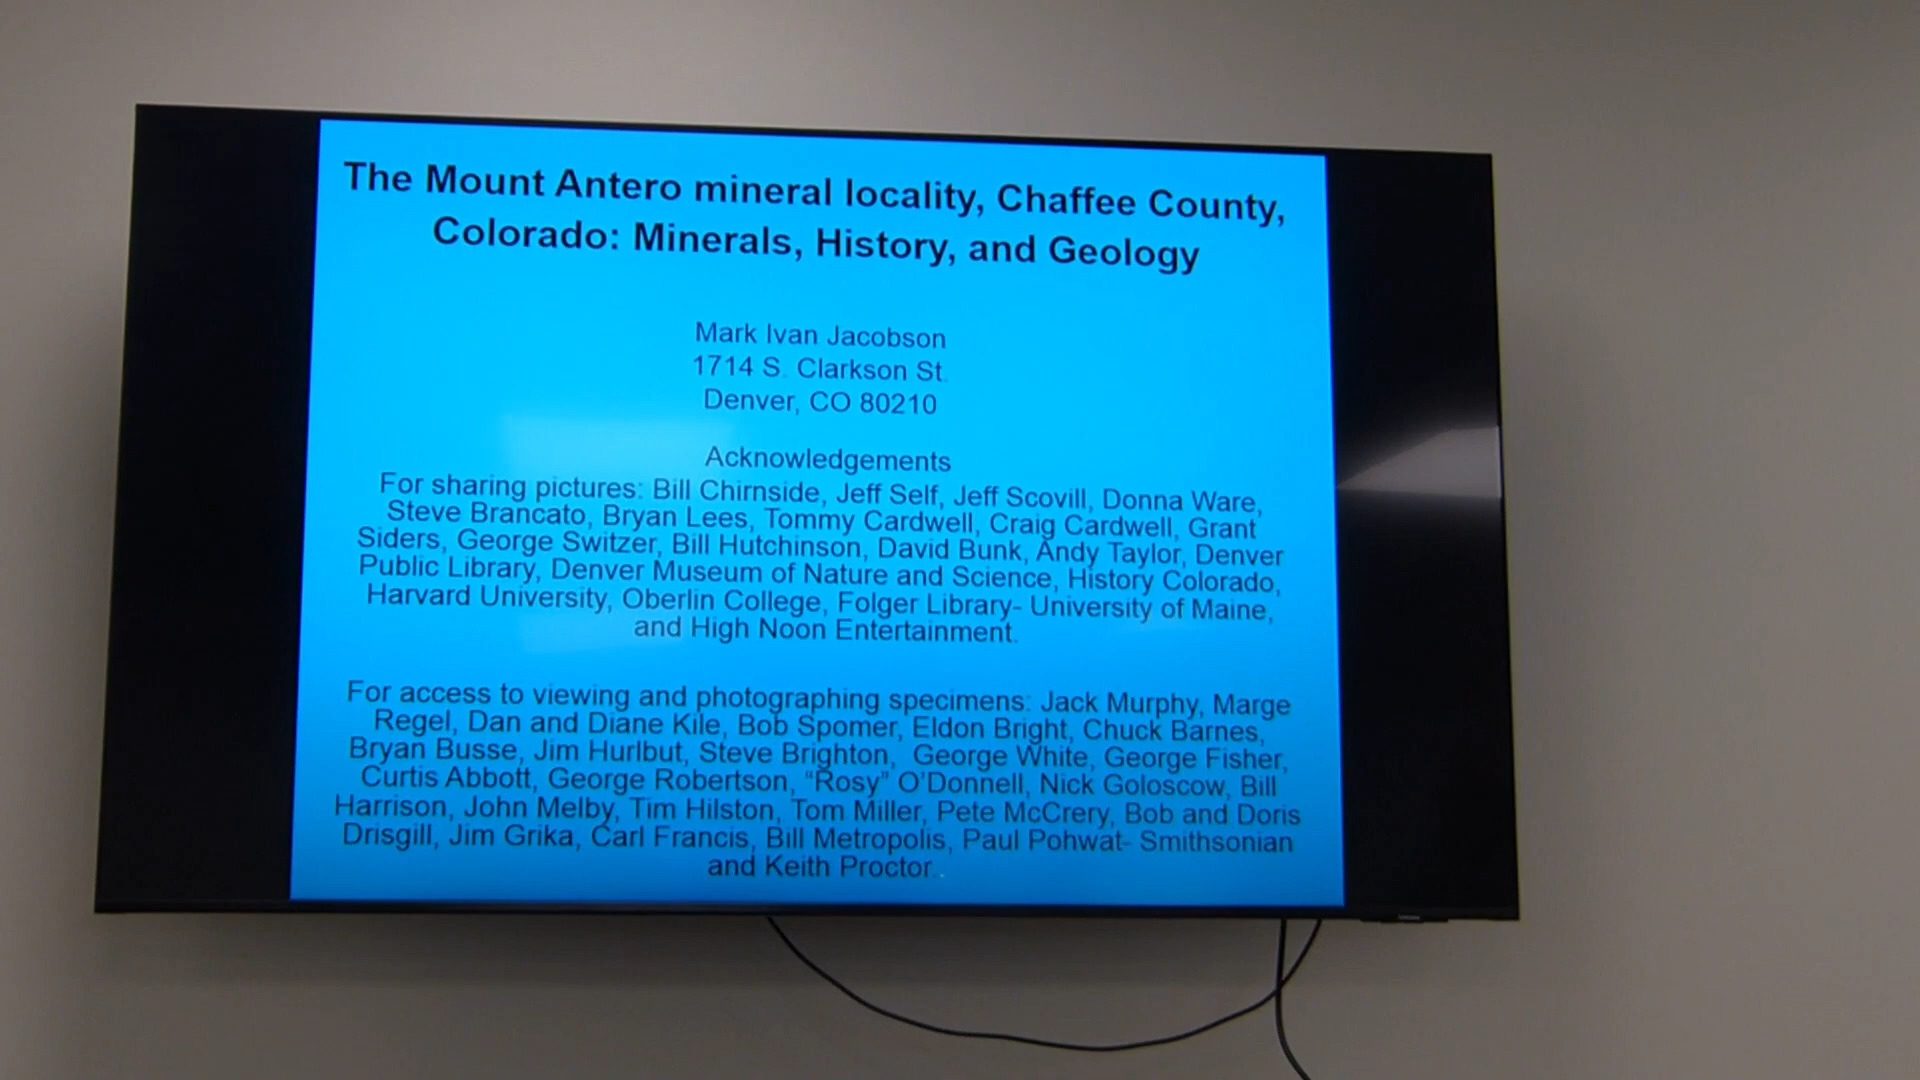 The Mount Antero mineral locality, Chaffee County,
Colorado: Minerals, History, and Geology
Mark Ivan Jacobson
1714 S. Clarkson St.
Denver, CO 80210
Acknowledgements
For sharing pictures: Bill Chirnside, Jeff Self, Jeff Scovill, Donna Ware,
Steve Brancato, Bryan Lees, Tommy Cardwell, Craig Cardwell, Grant
Siders, George Switzer, Bill Hutchinson, David Bunk, Andy Taylor, Denver
Public Library, Denver Museum of Nature and Science, History Colorado,
Harvard University, Oberlin College, Folger Library- University of Maine,
and High Noon Entertainment.
For access to viewing and photographing specimens: Jack Murphy, Marge
Regel, Dan and Diane Kile, Bob Spomer, Eldon Bright, Chuck Barnes,
Bryan Busse, Jim Hurlbut, Steve Brighton, George White, George Fisher,
Curtis Abbott, George Robertson, “Rosy” O’Donnell, Nick Goloscow, Bill
Harrison, John Melby, Tim Hilston, Tom Miller, Pete McCrery, Bob and Doris
Drisgill, Jim Grika, Carl Francis, Bill Metropolis, Paul Pohwat- Smithsonian
and Keith Proctor..